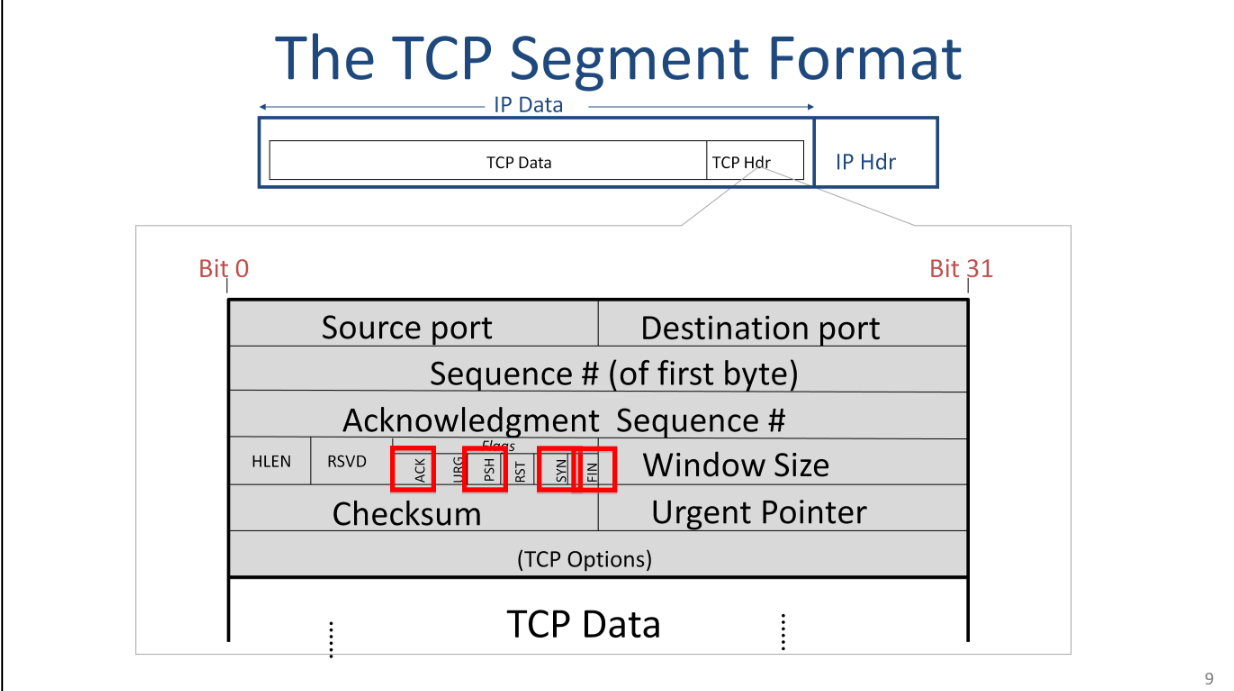 The TCP Segment Format
IP Data
TCP Data
TCP Hdr
IP Hdr
Bit 0
Bit 31
Source port
Destination port
Sequence # (of first byte)
Acknowledgment Sequence #
Flags
HLEN
RSVD
ACK
URG
PSH
RST
SYN
FIN
Window Size
Checksum
Urgent Pointer
(TCP Options)
TCP Data
9